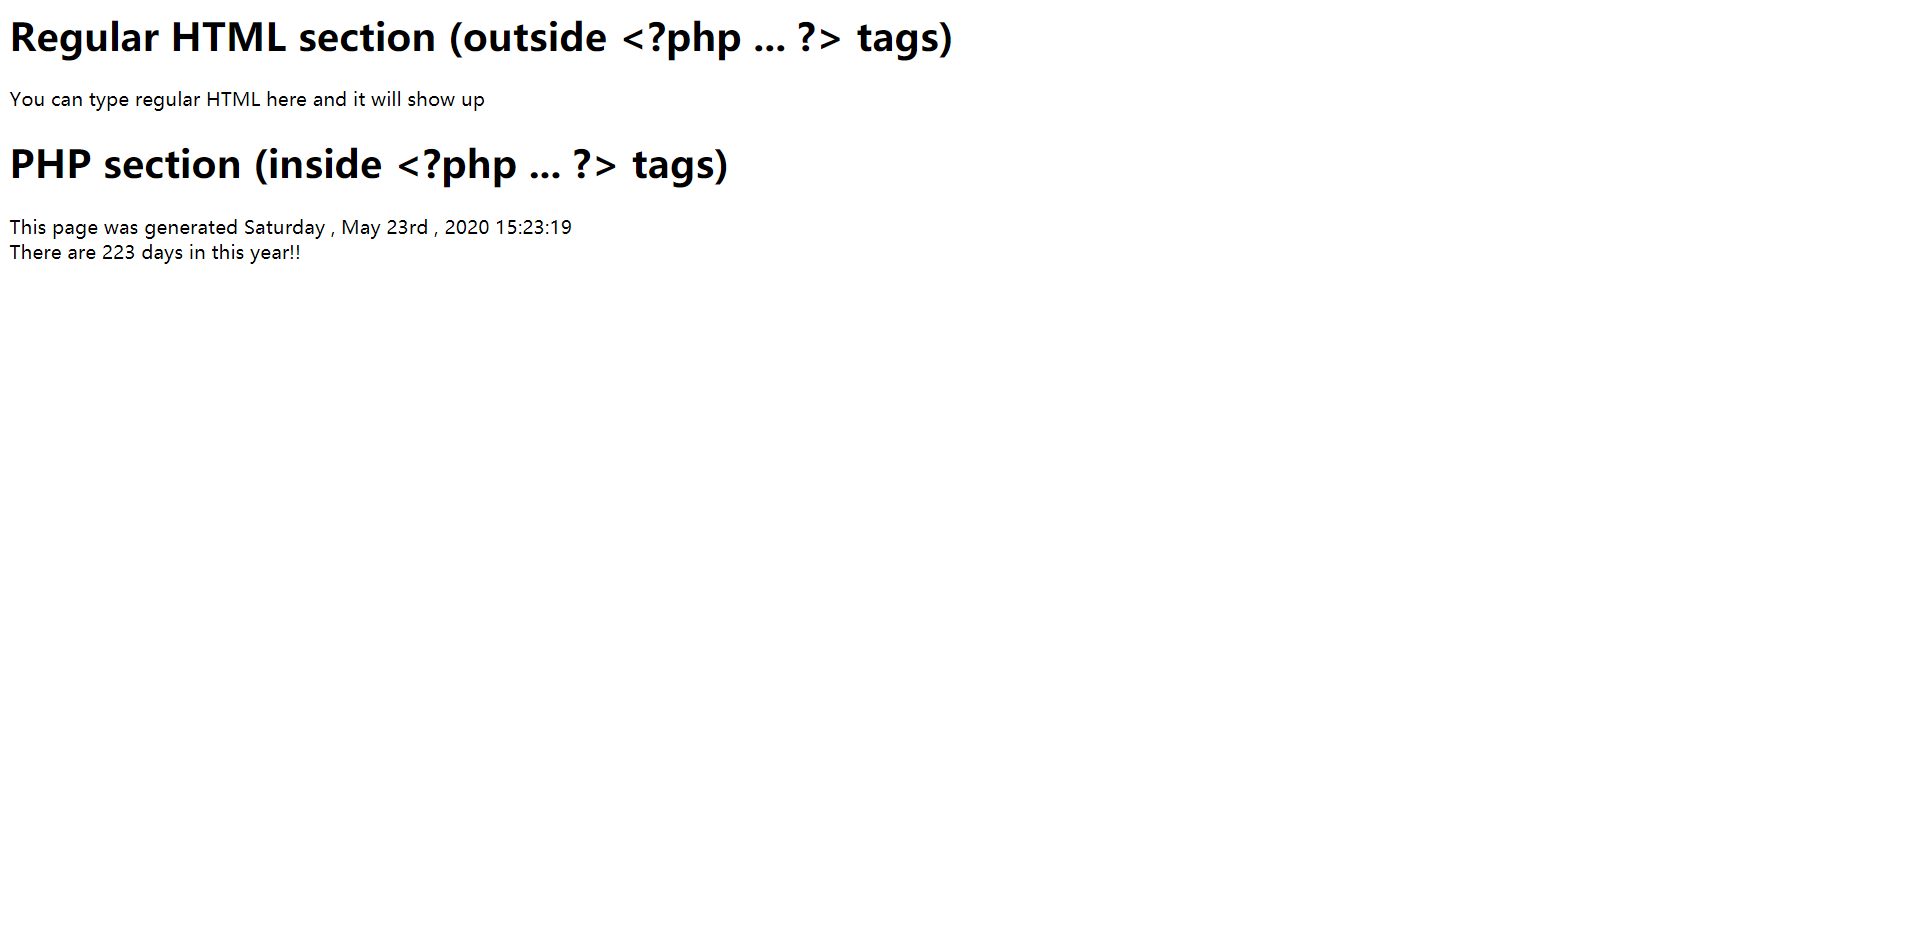 Regular HTML section (outside <?php ... ?> tags)
You can type regular HTML here and it will show up
PHP section (inside <?php ... ?> tags)
This page was generated Saturday , May 23rd , 2020 15:23:19
There are 223 days in this year!!